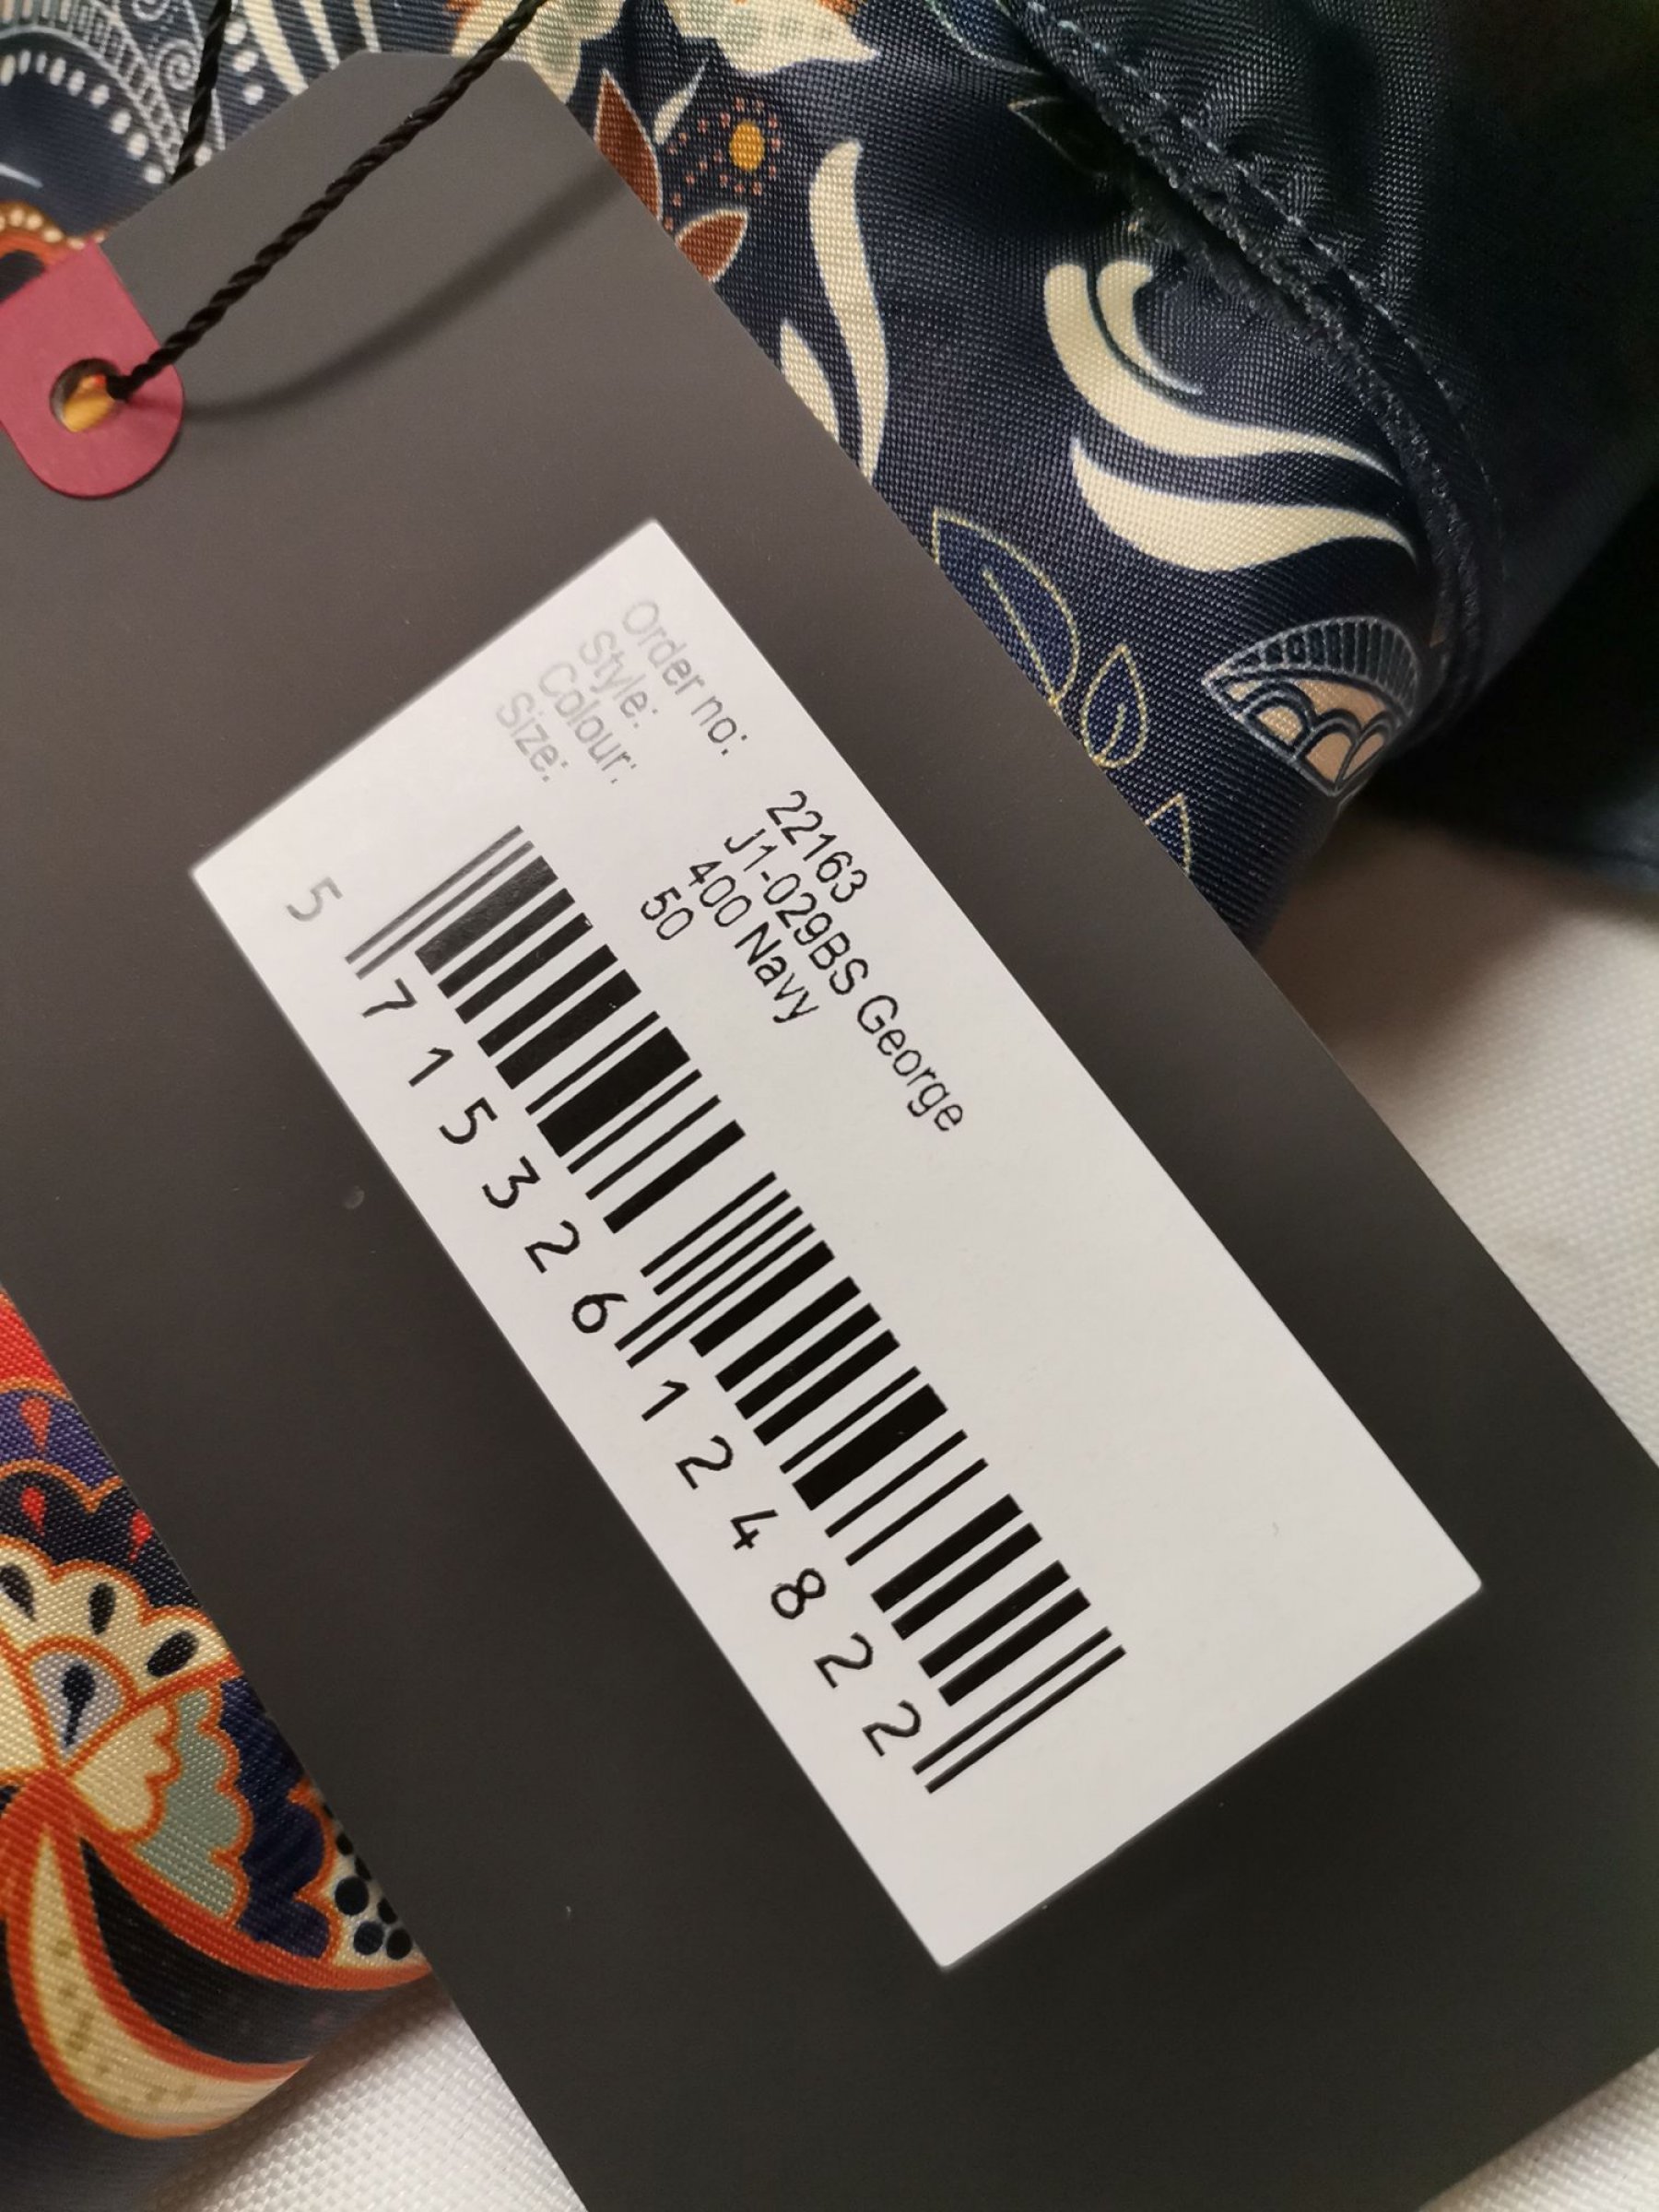 Order no: 22163
Style: J1-029BS George
Colour: 400 Navy
Size: 50
5 715326 124822